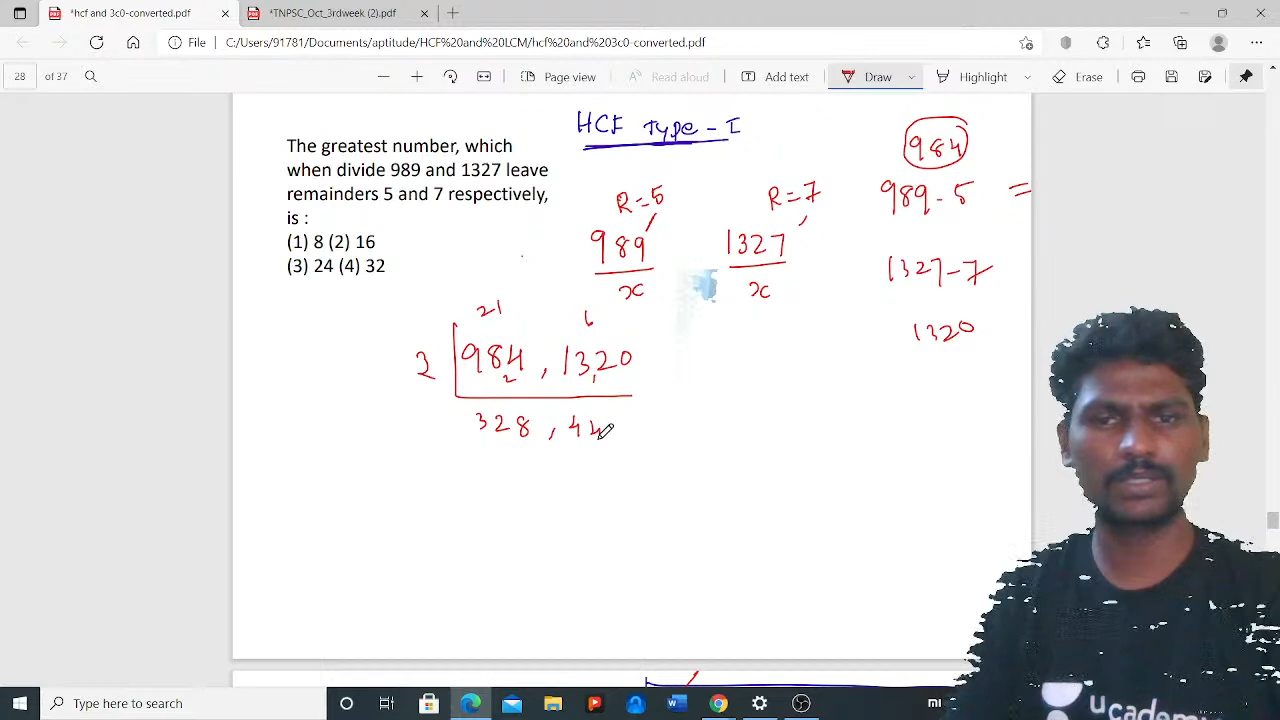 *hcf and 3c0-converted.pdf
*TNPSC_Oct_3rdweek (2).pdf
File C:/Users/91781/Documents/aptitude/HCF%20and%20LCM/hcf%20and%203c0-converted.pdf
28 of 37
Page view
Read aloud
Add text
Draw
Highlight
Erase
HCF Type - I
The greatest number, which
when divide 989 and 1327 leave
remainders 5 and 7 respectively,
is :
(1) 8 (2) 16
(3) 24 (4) 32
R=5
989
x
R=7
1327
x
984
989-5 =
1327-7
1320
21 6
3 984, 1320
2
328, 44
ucadem
Type here to search